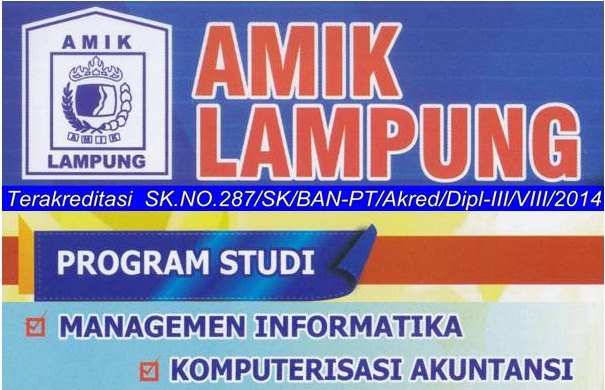 AMIK
A M I K
LAMPUNG
AMIK
LAMPUNG
Terakreditasi SK.NO.287/SK/BAN-PT/Akred/Dipl-III/VIII/2014
PROGRAM STUDI
MANAGEMEN INFORMATIKA
KOMPUTERISASI AKUNTANSI